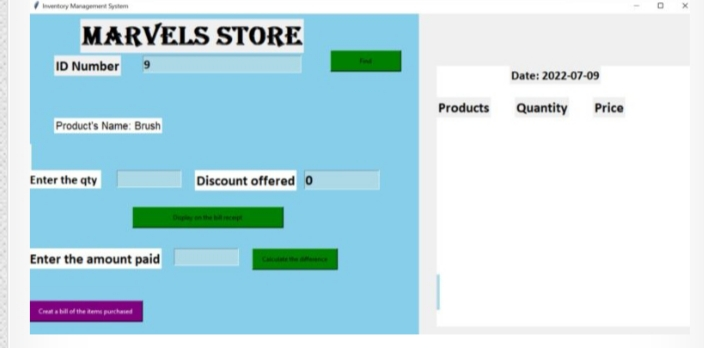 Inventory Management System
MARVELS STORE
ID Number 9
Find
Date: 2022-07-09
Products Quantity Price
Product's Name: Brush
Enter the qty Discount offered 0
Display on the bill receipt
Enter the amount paid
Calculate the difference
Creat a bill of the items purchased